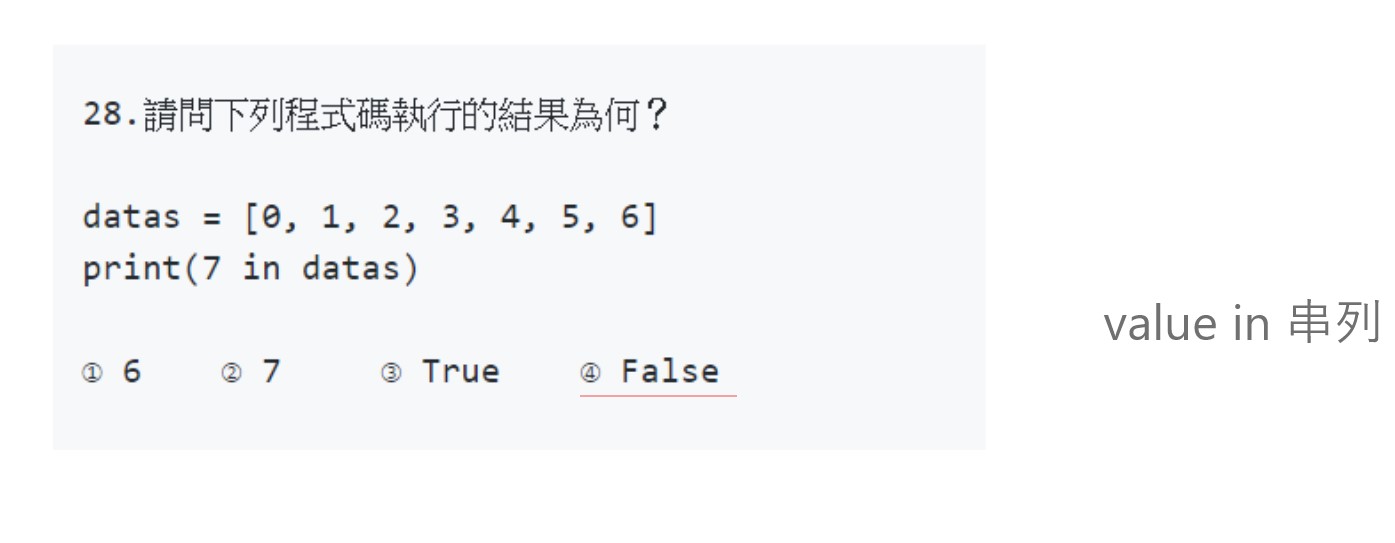 28.請問下列程式碼執行的結果為何？
datas = [0, 1, 2, 3, 4, 5, 6]
print(7 in datas)
① 6 ② 7 ③ True ④ False
value in 串列